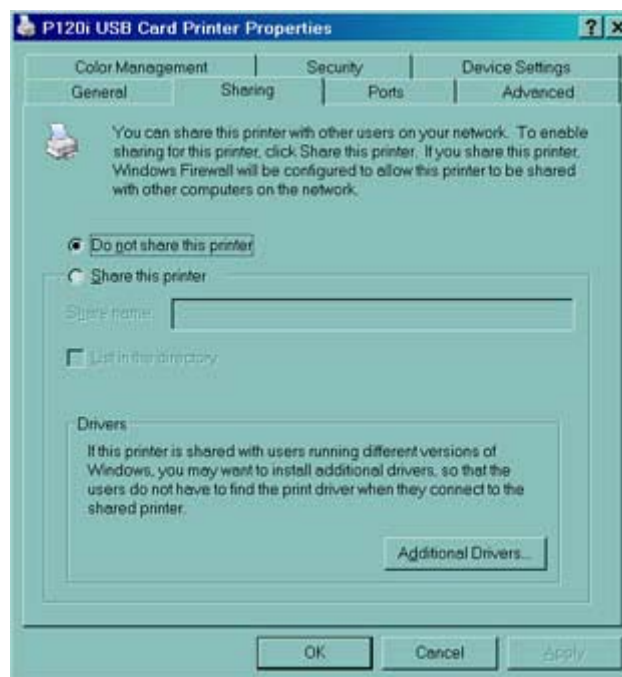 P120i USB Card Printer Properties
? X
Color Management Security Device Settings
General Sharing Ports Advanced
You can share this printer with other users on your network. To enable
sharing for this printer, click Share this printer. If you share this printer,
Windows Firewall will be configured to allow this printer to be shared
with other computers on the network.
Do not share this printer
Share this printer
Share name:
List in the directory
Drivers
If this printer is shared with users running different versions of
Windows, you may want to install additional drivers, so that the
users do not have to find the print driver when they connect to the
shared printer.
Additional Drivers...
OK Cancel Apply